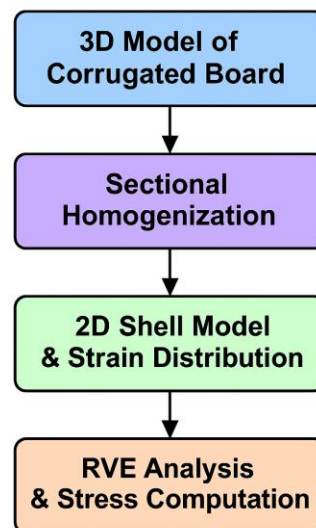 3D Model of
Corrugated Board
Sectional
Homogenization
2D Shell Model
& Strain Distribution
RVE Analysis
& Stress Computation